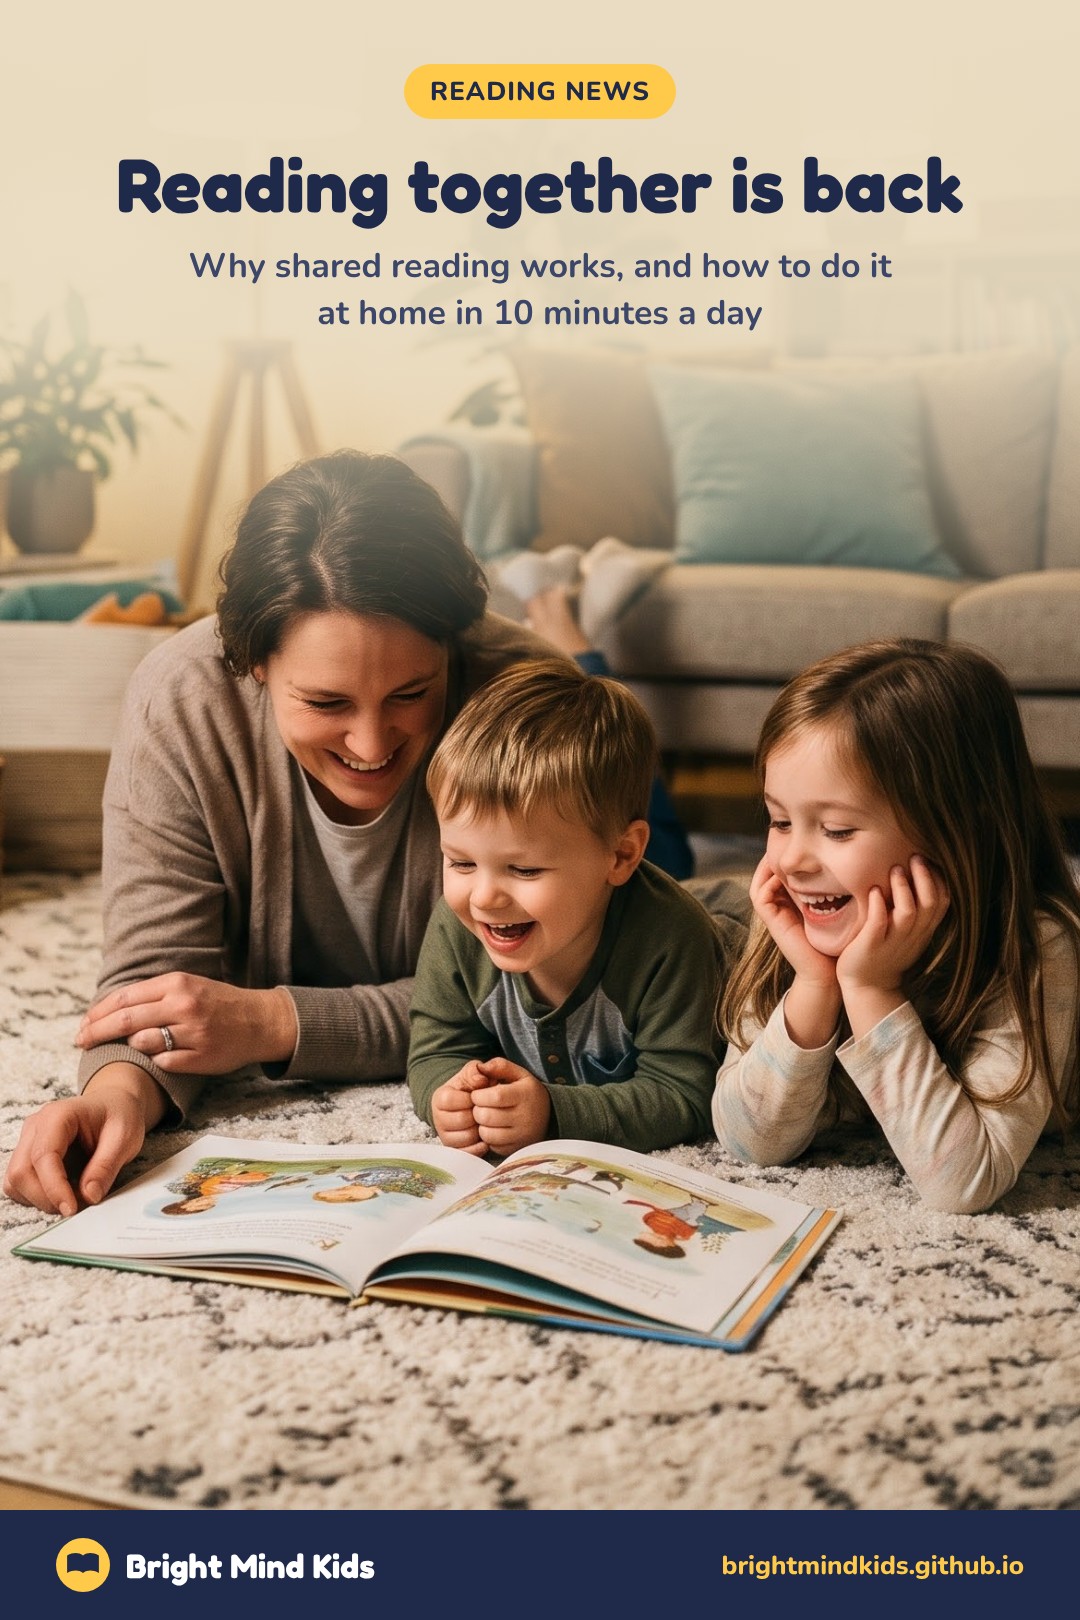 READING NEWS
Reading together is back
Why shared reading works, and how to do it
at home in 10 minutes a day
Bright Mind Kids
brightmindkids.github.io